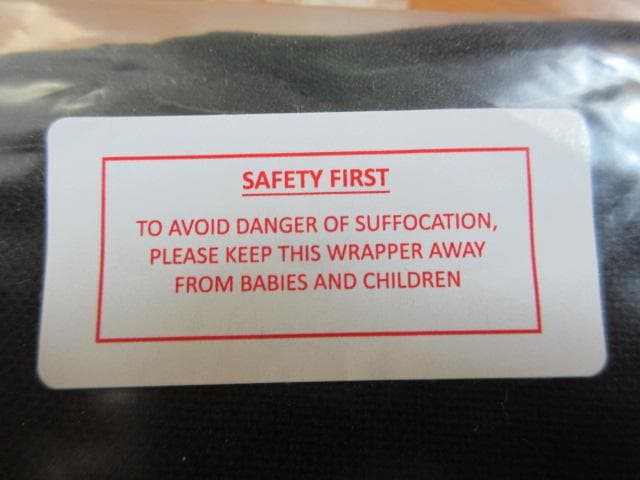 SAFETY FIRST
TO AVOID DANGER OF SUFFOCATION,
PLEASE KEEP THIS WRAPPER AWAY
FROM BABIES AND CHILDREN